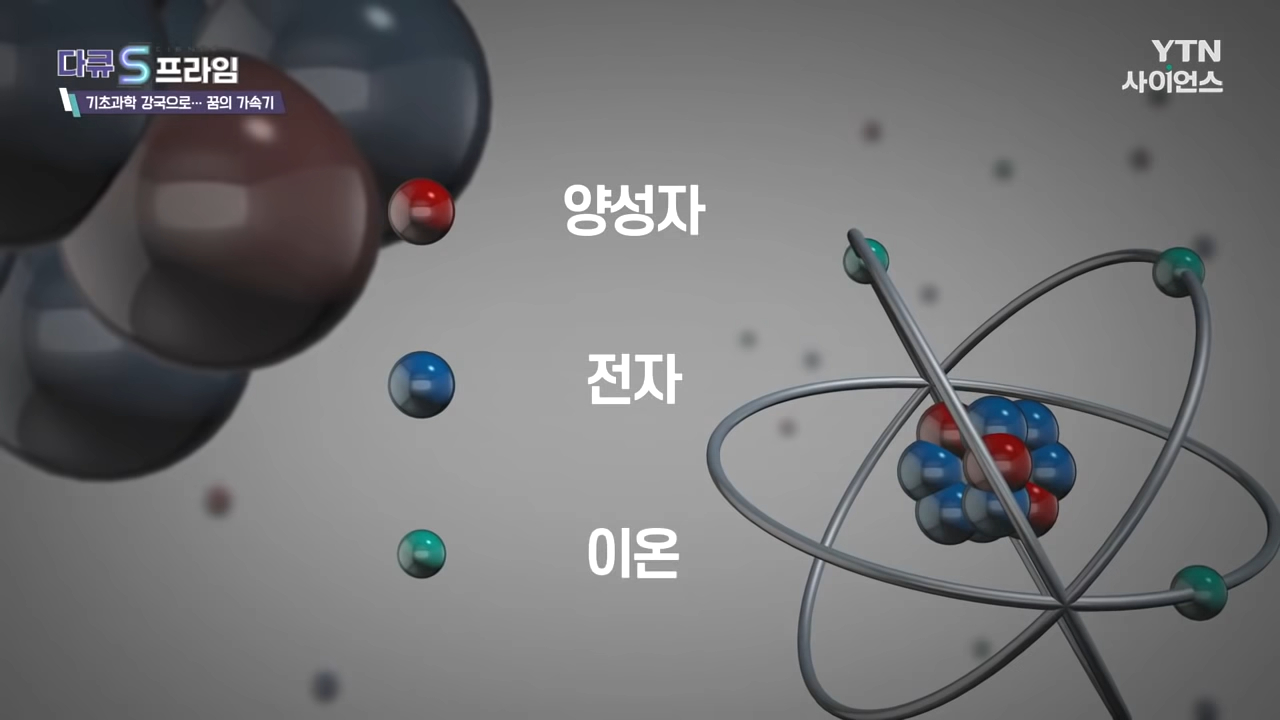 다큐 S 프라임
기초과학 강국으로… 꿈의 가속기
YTN
사이언스
양성자
전자
이온